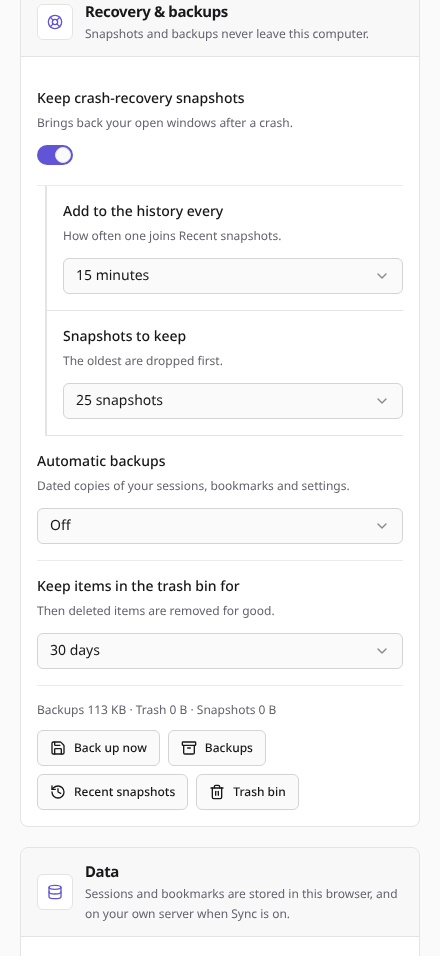 Recovery & backups
Snapshots and backups never leave this computer.
Keep crash-recovery snapshots
Brings back your open windows after a crash.
Add to the history every
How often one joins Recent snapshots.
15 minutes
Snapshots to keep
The oldest are dropped first.
25 snapshots
Automatic backups
Dated copies of your sessions, bookmarks and settings.
Off
Keep items in the trash bin for
Then deleted items are removed for good.
30 days
Backups 113 KB · Trash 0 B · Snapshots 0 B
Back up now
Backups
Recent snapshots
Trash bin
Data
Sessions and bookmarks are stored in this browser, and
on your own server when Sync is on.